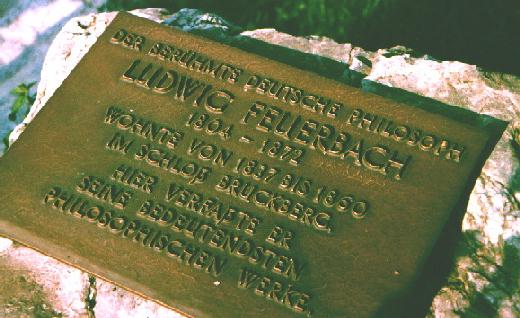 DER BERÜHMTE DEUTSCHE PHILOSOPH
LUDWIG FEUERBACH
1804 – 1872
WOHNTE VON 1837 BIS 1860
IM SCHLOß BRUCKBERG.
HIER VERFAßTE ER
SEINE BEDEUTENDSTEN
PHILOSOPHISCHEN WERKE.